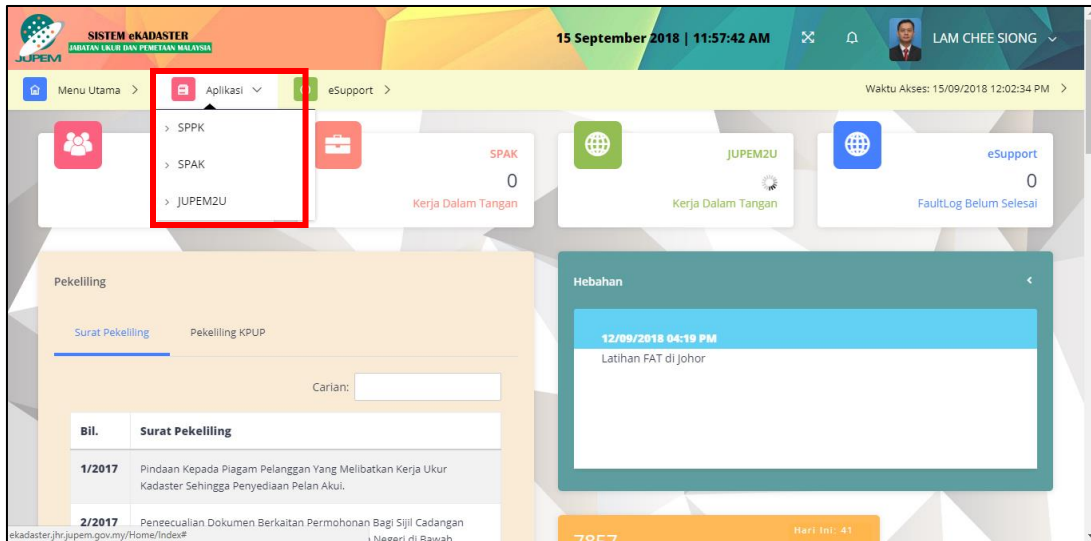 SISTEM eKADASTER
JABATAN UKUR DAN PEMETAAN MALAYSIA
JUPEM
15 September 2018 | 11:57:42 AM
LAM CHEE SIONG
Menu Utama >
Aplikasi
eSupport >
Waktu Akses: 15/09/2018 12:02:34 PM >
> SPPK
> SPAK
> JUPEM2U
SPAK
0
Kerja Dalam Tangan
JUPEM2U
Kerja Dalam Tangan
eSupport
0
FaultLog Belum Selesai
Pekeliling
Surat Pekeliling
Pekeliling KPUP
Carian:
Bil.
Surat Pekeliling
1/2017
Pindaan Kepada Piagam Pelanggan Yang Melibatkan Kerja Ukur
Kadaster Sehingga Penyediaan Pelan Akui.
2/2017
Pengecualian Dokumen Berkaitan Permohonan Bagi Sijil Cadangan
Negeri di Bawah
Hebahan
12/09/2018 04:19 PM
Latihan FAT di Johor
7857
Hari Ini: 41
ekadaster.jhr.jupem.gov.my/Home/Index#